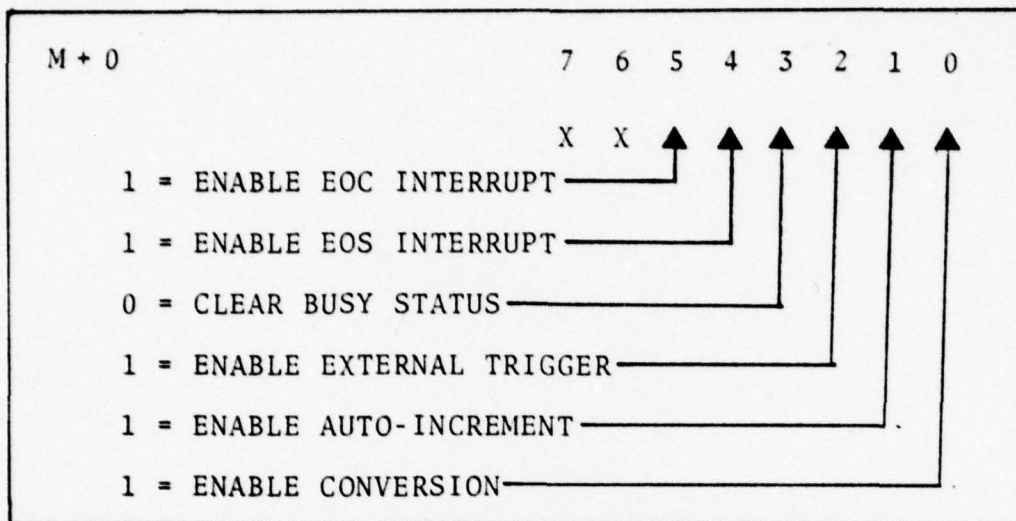 M + 0 7 6 5 4 3 2 1 0
X X
1 = ENABLE EOC INTERRUPT
1 = ENABLE EOS INTERRUPT
0 = CLEAR BUSY STATUS
1 = ENABLE EXTERNAL TRIGGER
1 = ENABLE AUTO-INCREMENT
1 = ENABLE CONVERSION